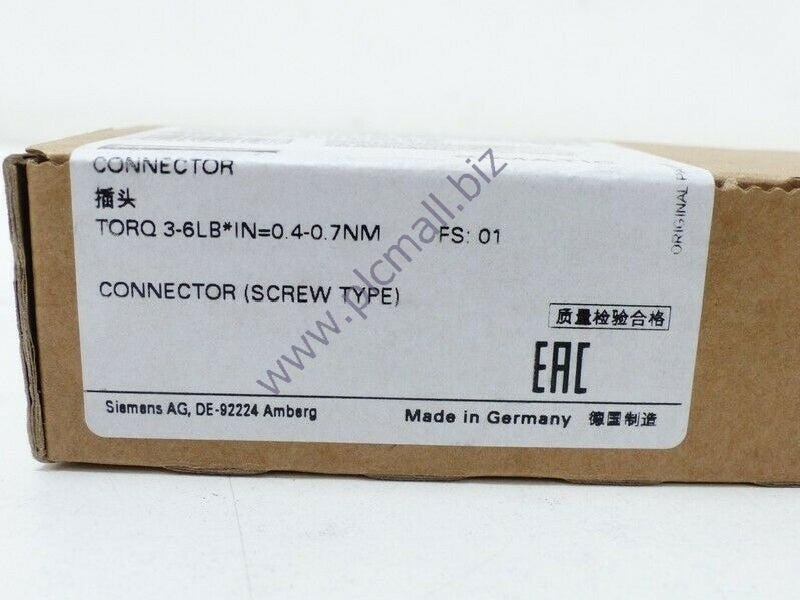 CONNECTOR
插头
TORQ 3-6LB*IN=0.4-0.7NM FS: 01
CONNECTOR (SCREW TYPE)
质量检验合格
EAC
Siemens AG, DE-92224 Amberg Made in Germany 德国制造
ORIGINAL
www.plcmall.biz